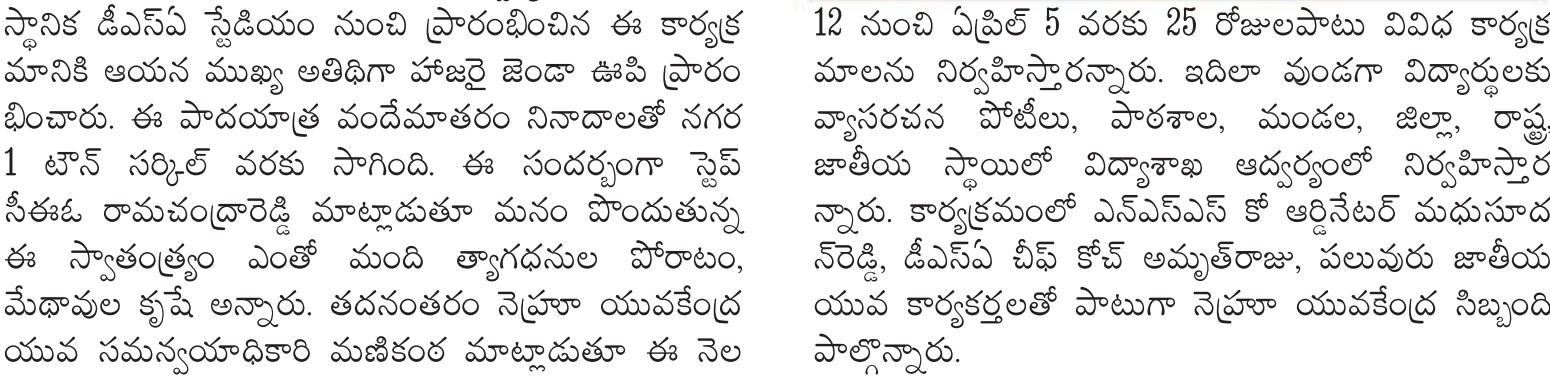 స్థానిక డీఎస్ఏ స్టేడియం నుంచి ప్రారంభించిన ఈ కార్యక్ర
మానికి ఆయన ముఖ్య అతిథిగా హాజరై జెండా ఊపి ప్రారం
భించారు. ఈ పాదయాత్ర వందేమాతరం నినాదాలతో నగర
1 టౌన్ సర్కిల్ వరకు సాగింది. ఈ సందర్భంగా స్టెప్
సీఈఓ రామచంద్రారెడ్డి మాట్లాడుతూ మనం పొందుతున్న
ఈ స్వాతంత్ర్యం ఎంతో మంది త్యాగధనుల పోరాటం,
మేథావుల కృషే అన్నారు. తదనంతరం నెహ్రూ యువకేంద్ర
యువ సమన్వయాధికారి మణికంఠ మాట్లాడుతూ ఈ నెల
12 నుంచి ఏప్రిల్ 5 వరకు 25 రోజులపాటు వివిధ కార్యక్ర
మాలను నిర్వహిస్తారన్నారు. ఇదిలా వుండగా విద్యార్థులకు
వ్యాసరచన పోటీలు, పాఠశాల, మండల, జిల్లా, రాష్ట్ర,
జాతీయ స్థాయిలో విద్యాశాఖ ఆద్వర్యంలో నిర్వహిస్తార
న్నారు. కార్యక్రమంలో ఎన్ఎస్ఎస్ కో ఆర్డినేటర్ మధుసూద
న్‌రెడ్డి, డీఎస్ఏ చీఫ్ కోచ్ అమృత్‌రాజు, పలువురు జాతీయ
యువ కార్యకర్తలతో పాటుగా నెహ్రూ యువకేంద్ర సిబ్బంది
పాల్గొన్నారు.